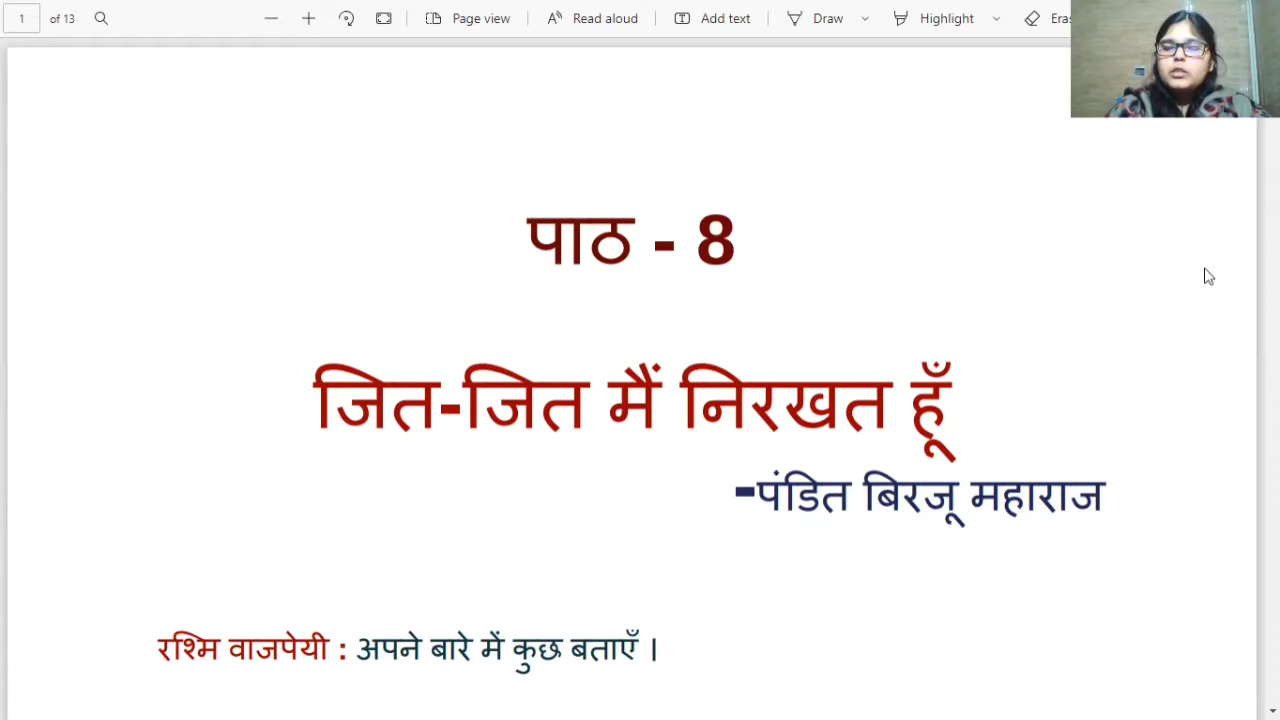 1 of 13 Page view Read aloud Add text Draw Highlight
पाठ - 8
जित-जित मैं निरखत हूँ
-पंडित बिरजू महाराज
रश्मि वाजपेयी : अपने बारे में कुछ बताएँ ।